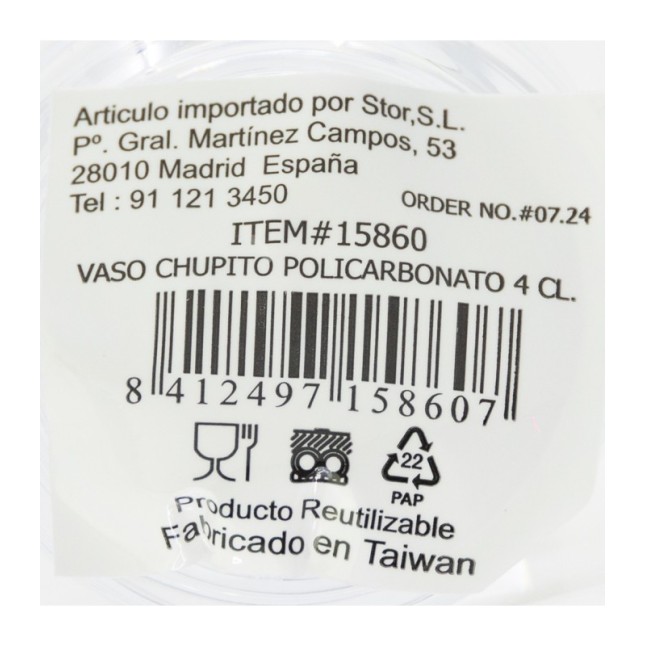 Articulo importado por Stor,S.L.
Pº. Gral. Martínez Campos, 53
28010 Madrid España
Tel : 91 121 3450
ORDER NO.#07.24
ITEM#15860
VASO CHUPITO POLICARBONATO 4 CL.
8 412497 158607
22
PAP
Producto Reutilizable
Fabricado en Taiwan